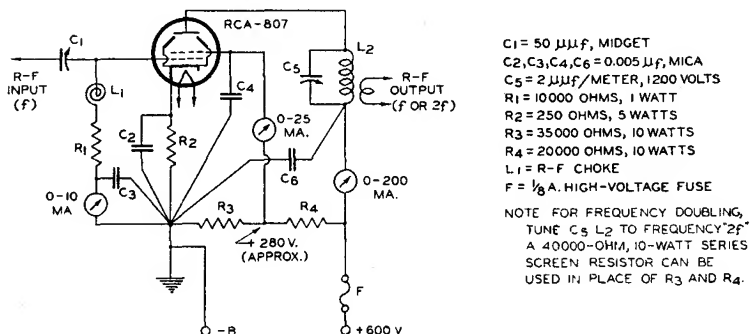 RCA-807
C1
R-F
INPUT
(f)
L1
R1
C2
R2
C4
C3
0-10
MA
0-25
MA.
C5
L2
R-F
OUTPUT
(f OR 2f)
C6
0-200
MA.
R3
R4
+280 V.
(APPROX.)
F
-B
+600 V
C1 = 50 μμf, MIDGET
C2,C3,C4,C6 = 0.005 μf, MICA
C5 = 2 μμf/METER, 1200 VOLTS
R1 = 10000 OHMS, 1 WATT
R2 = 250 OHMS, 5 WATTS
R3 = 35000 OHMS, 10 WATTS
R4 = 20000 OHMS, 10 WATTS
L1 = R-F CHOKE
F = 1/8 A. HIGH-VOLTAGE FUSE
NOTE FOR FREQUENCY DOUBLING,
TUNE C5 L2 TO FREQUENCY "2f"
A 40000-OHM, 10-WATT SERIES
SCREEN RESISTOR CAN BE
USED IN PLACE OF R3 AND R4.